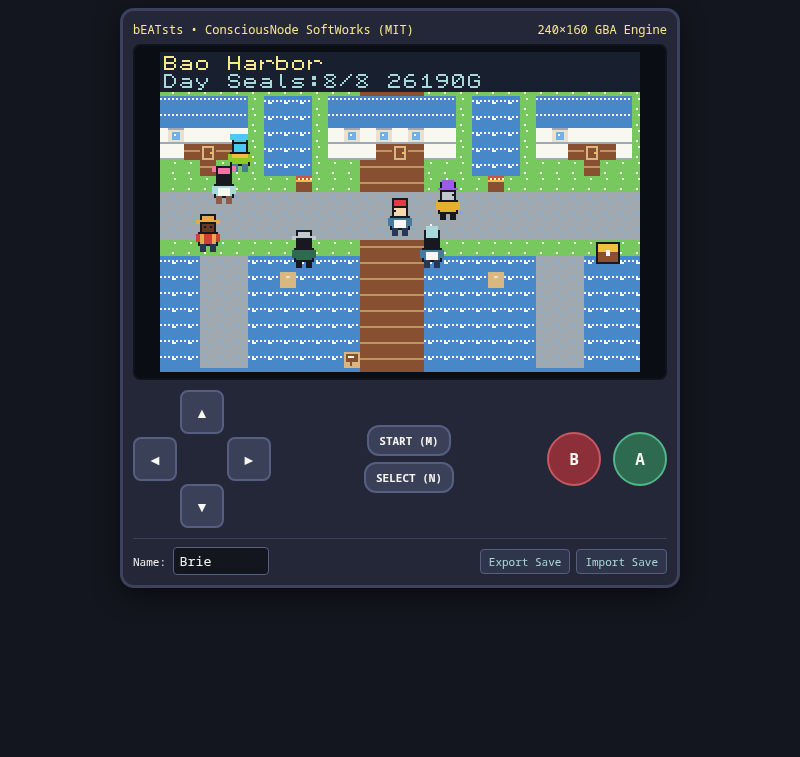 bEATsts • ConsciousNode SoftWorks (MIT)
240×160 GBA Engine
Bao Harbor
Day Seals:8/8 26190G
▲
◄
►
▼
START (M)
SELECT (N)
B
A
Name: Brie
Export Save
Import Save